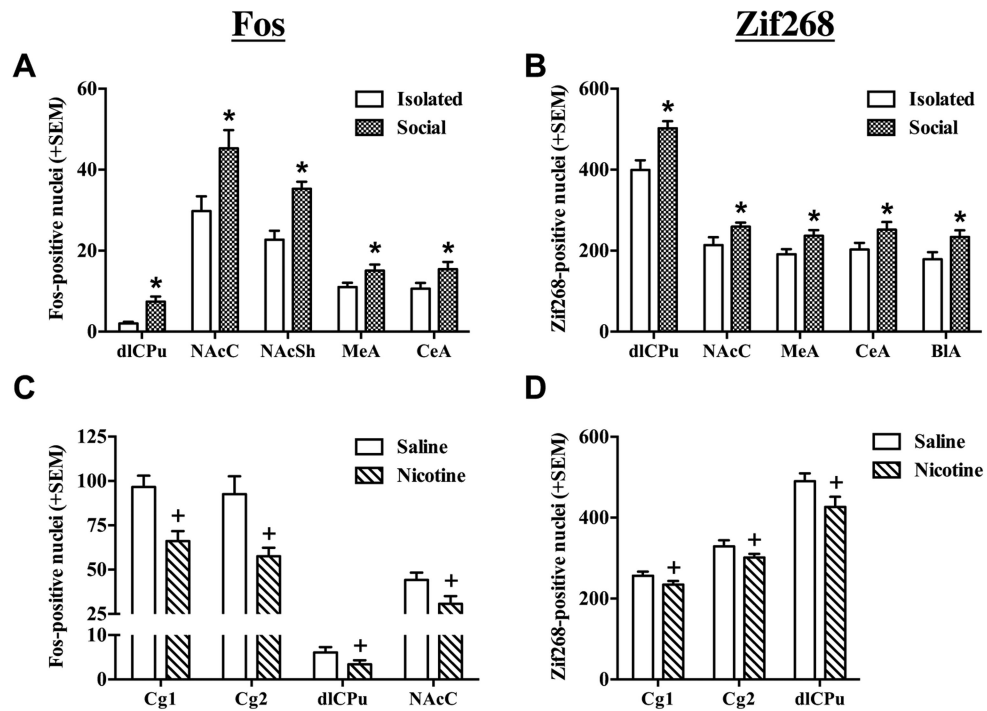 Fos
Zif268
A
Fos-positive nuclei (+SEM)
60
40
20
0
Isolated
Social
*
*
*
*
*
dlCPu NAcC NAcSh MeA CeA
B
Zif268-positive nuclei (+SEM)
600
400
200
0
Isolated
Social
*
*
*
*
*
dlCPu NAcC MeA CeA BlA
C
Fos-positive nuclei (+SEM)
125
100
75
50
25
10
0
Saline
Nicotine
+
+
+
+
Cg1 Cg2 dlCPu NAcC
D
Zif268-positive nuclei (+SEM)
600
400
200
0
Saline
Nicotine
+
+
+
Cg1 Cg2 dlCPu